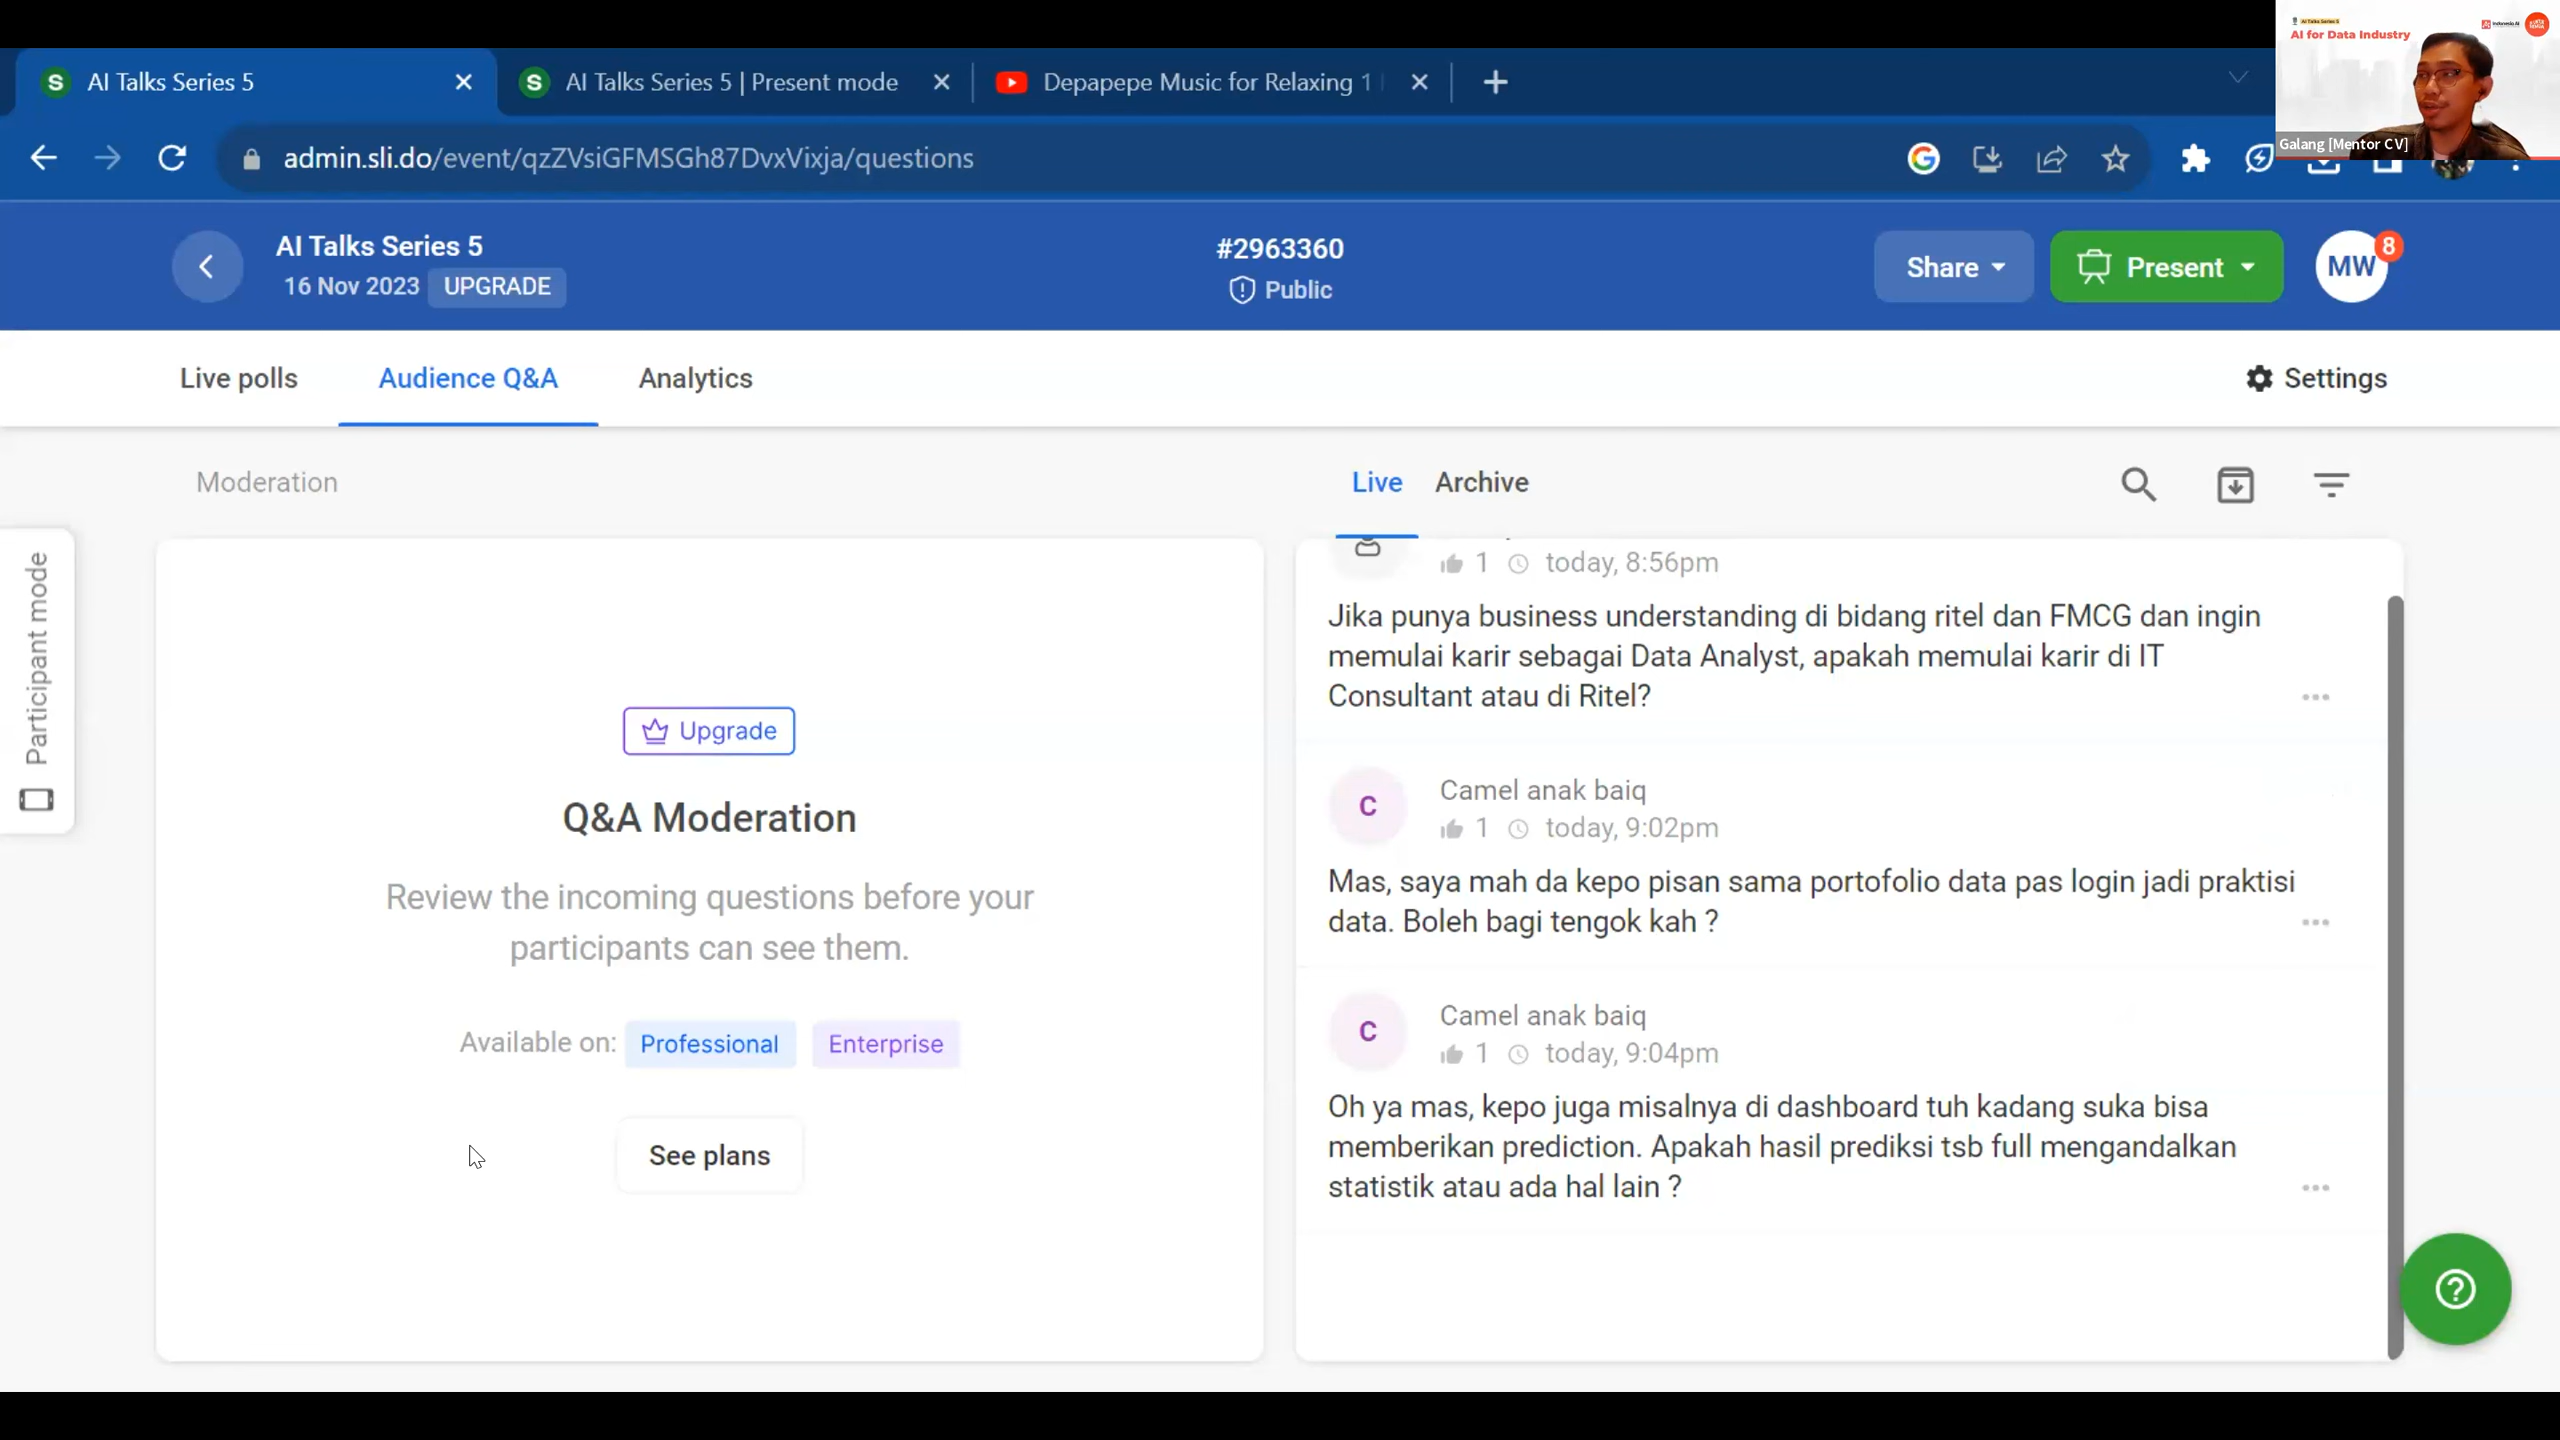 AI Talks Series 5
AI Talks Series 5 | Present mode
Depapepe Music for Relaxing 1
AI Talks Series 5
AI for Data Industry
Galang [Mentor CV]
admin.sli.do/event/qzZVsiGFMSGh87DvxVixja/questions
AI Talks Series 5
16 Nov 2023 UPGRADE
#2963360
Public
Share
Present
MW
8
Live polls
Audience Q&A
Analytics
Settings
Participant mode
Moderation
Upgrade
Q&A Moderation
Review the incoming questions before your
participants can see them.
Available on: Professional Enterprise
See plans
Live
Archive
1 today, 8:56pm
Jika punya business understanding di bidang ritel dan FMCG dan ingin
memulai karir sebagai Data Analyst, apakah memulai karir di IT
Consultant atau di Ritel?
C
Camel anak baiq
1 today, 9:02pm
Mas, saya mah da kepo pisan sama portofolio data pas login jadi praktisi
data. Boleh bagi tengok kah ?
C
Camel anak baiq
1 today, 9:04pm
Oh ya mas, kepo juga misalnya di dashboard tuh kadang suka bisa
memberikan prediction. Apakah hasil prediksi tsb full mengandalkan
statistik atau ada hal lain ?